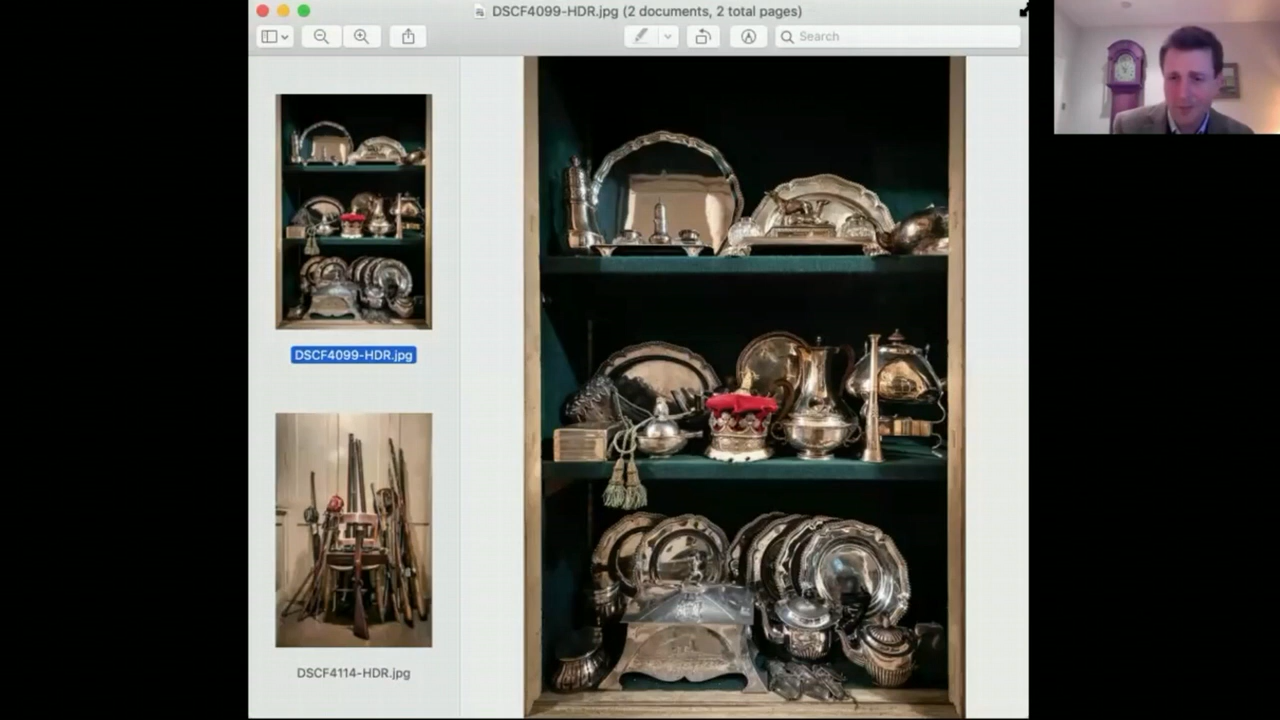 DSCF4099-HDR.jpg (2 documents, 2 total pages)
Search
DSCF4099-HDR.jpg
DSCF4114-HDR.jpg